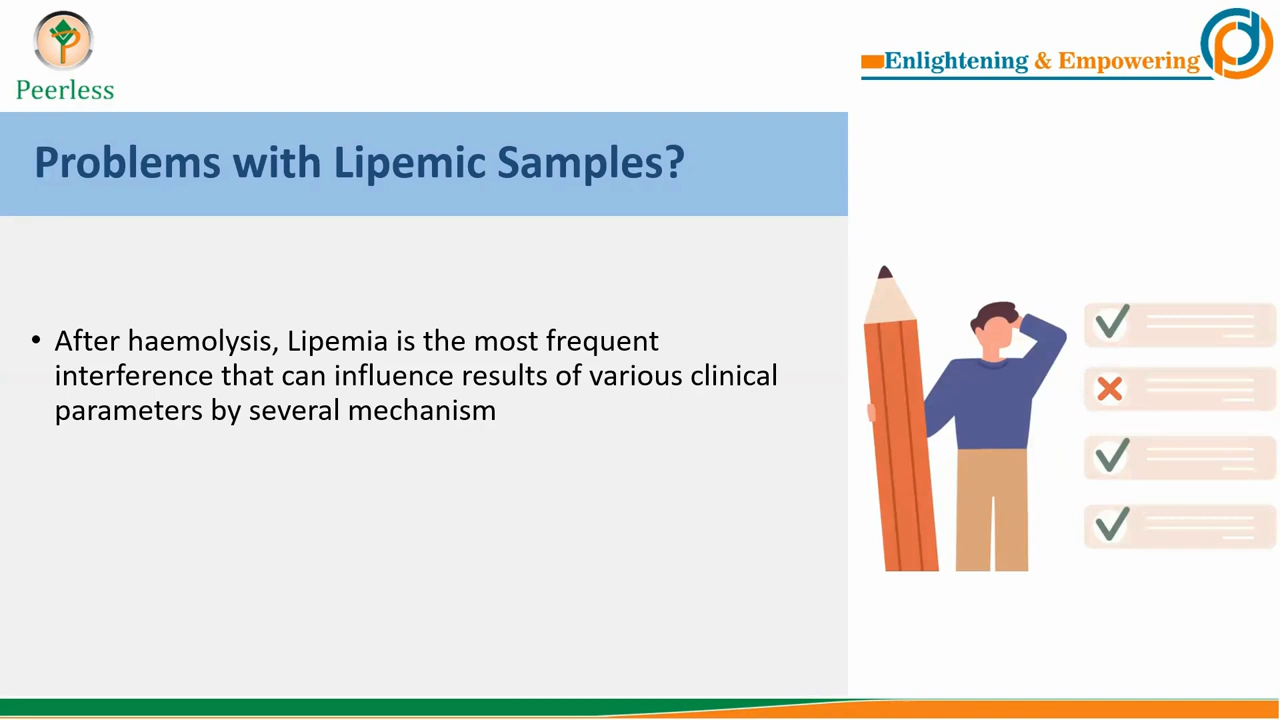 Peerless
Enlightening & Empowering
Problems with Lipemic Samples?
• After haemolysis, Lipemia is the most frequent
interference that can influence results of various clinical
parameters by several mechanism